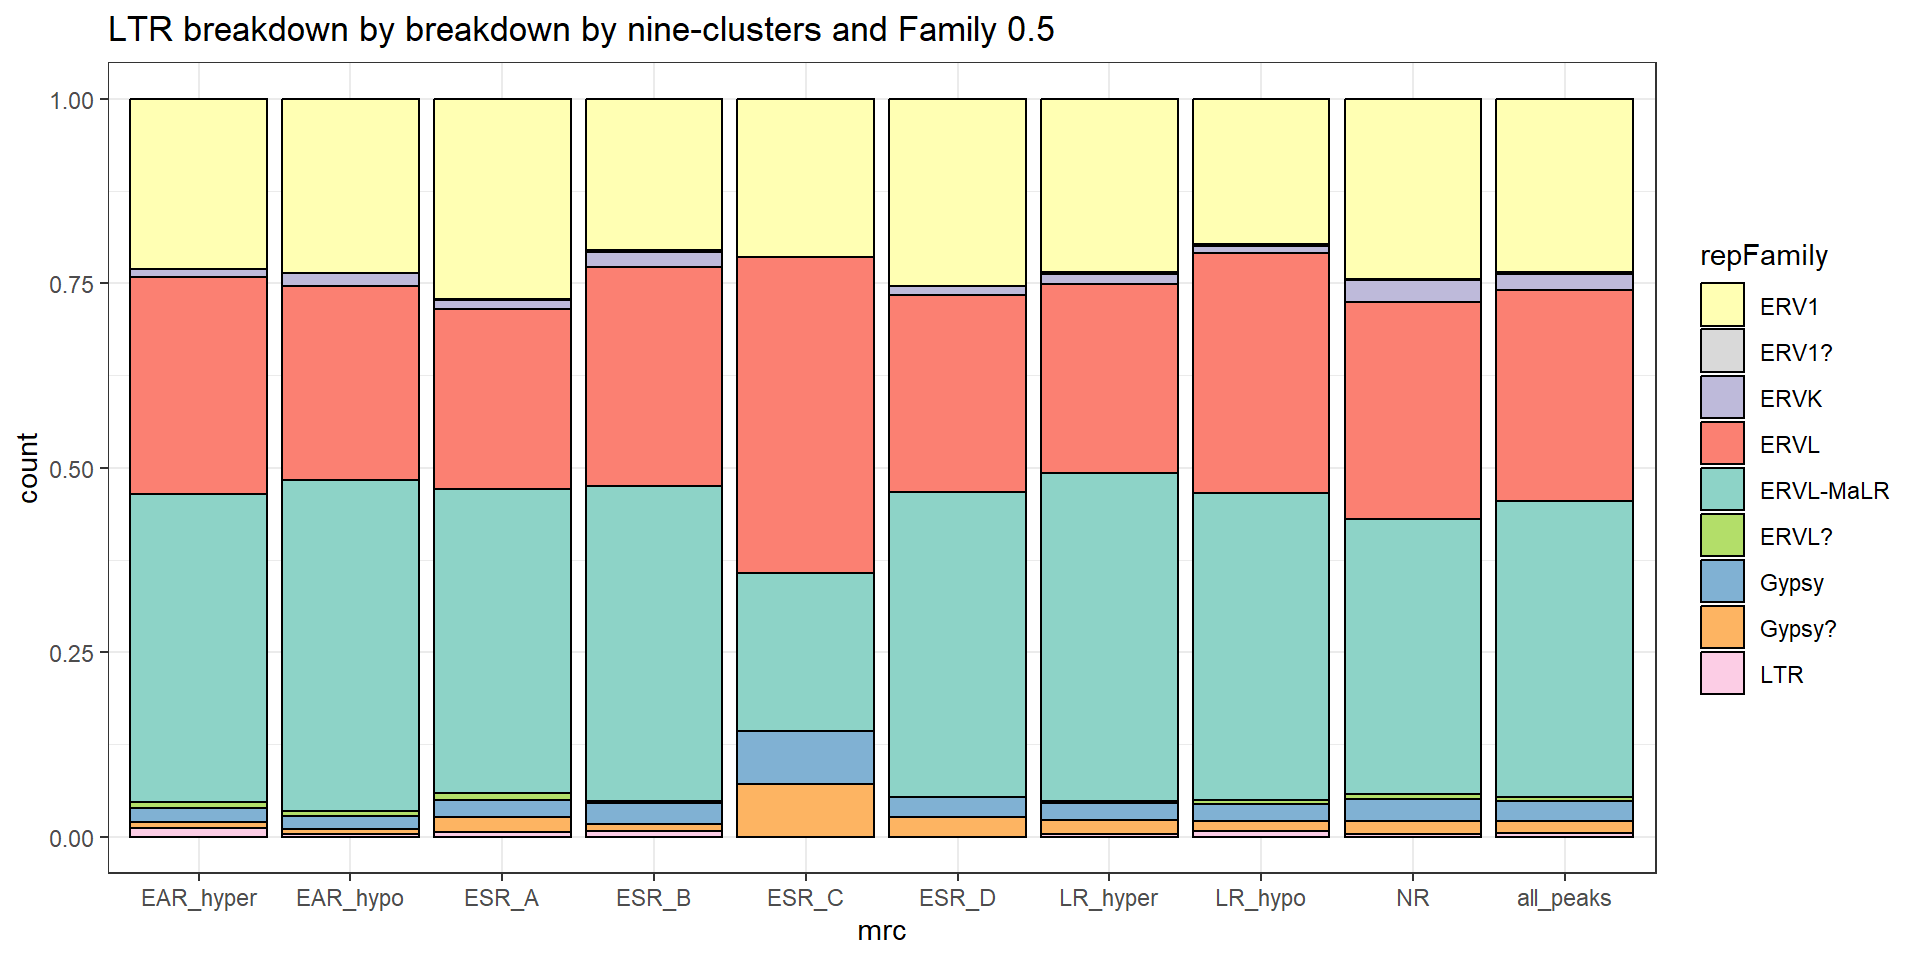 LTR breakdown by breakdown by nine-clusters and Family 0.5
count
1.00
0.75
0.50
0.25
0.00
EAR_hyper
EAR_hypo
ESR_A
ESR_B
ESR_C
ESR_D
LR_hyper
LR_hypo
NR
all_peaks
mrc
repFamily
ERV1
ERV1?
ERVK
ERVL
ERVL-MaLR
ERVL?
Gypsy
Gypsy?
LTR